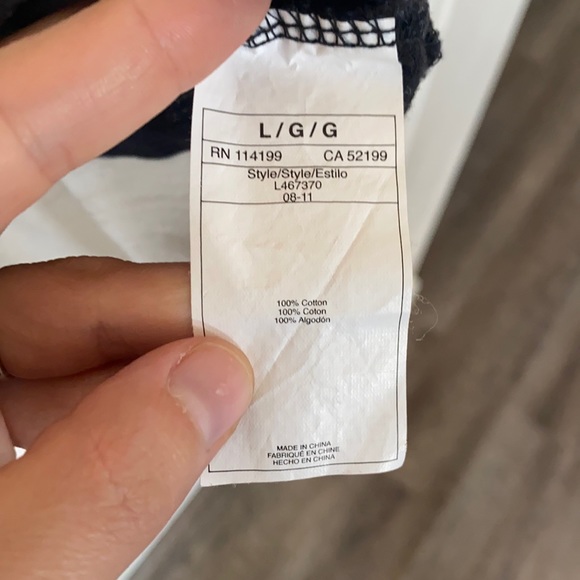 L/G/G
RN 114199 CA 52199
Style/Style/Estilo
L467370
08-11
100% Cotton
100% Coton
100% Algodón
MADE IN CHINA
FABRIQUÉ EN CHINE
HECHO EN CHINA